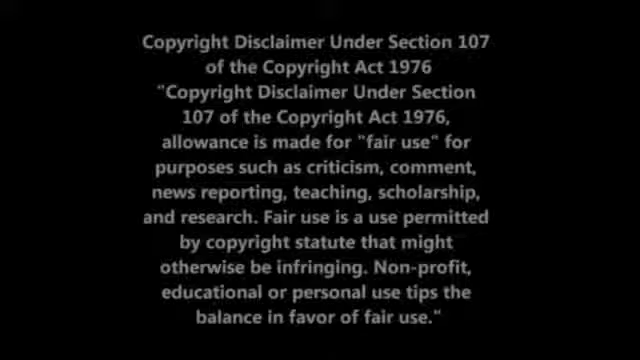 Copyright Disclaimer Under Section 107
of the Copyright Act 1976
"Copyright Disclaimer Under Section
107 of the Copyright Act 1976,
allowance is made for "fair use" for
purposes such as criticism, comment,
news reporting, teaching, scholarship,
and research. Fair use is a use permitted
by copyright statute that might
otherwise be infringing. Non-profit,
educational or personal use tips the
balance in favor of fair use."